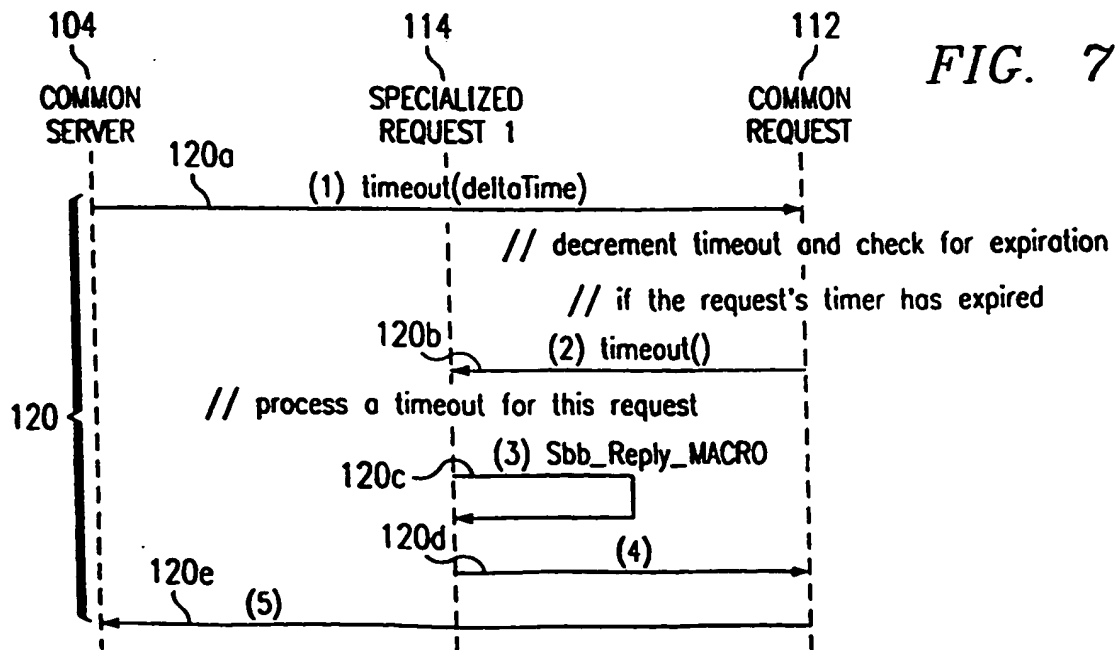 104
114
112
FIG. 7
COMMON
SERVER
SPECIALIZED
REQUEST 1
COMMON
REQUEST
120a
(1) timeout(deltaTime)
// decrement timeout and check for expiration
// if the request's timer has expired
120b
(2) timeout()
120
// process a timeout for this request
(3) Sbb_Reply_MACRO
120c
120d
(4)
120e
(5)